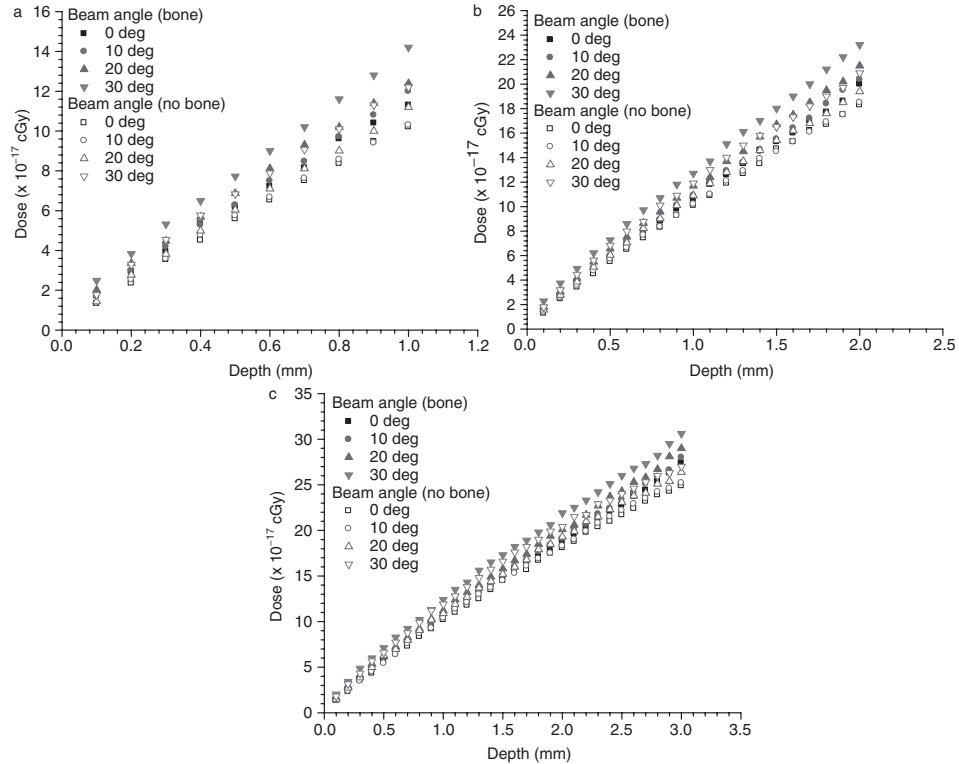 a
Beam angle (bone)
0 deg
10 deg
20 deg
30 deg
Beam angle (no bone)
0 deg
10 deg
20 deg
30 deg
Dose (x 10⁻¹⁷ cGy)
16
14
12
10
8
6
4
2
0
0.0 0.2 0.4 0.6 0.8 1.0 1.2
Depth (mm)
b
Beam angle (bone)
0 deg
10 deg
20 deg
30 deg
Beam angle (no bone)
0 deg
10 deg
20 deg
30 deg
Dose (x 10⁻¹⁷ cGy)
26
24
22
20
18
16
14
12
10
8
6
4
2
0
0.0 0.5 1.0 1.5 2.0 2.5
Depth (mm)
c
Beam angle (bone)
0 deg
10 deg
20 deg
30 deg
Beam angle (no bone)
0 deg
10 deg
20 deg
30 deg
Dose (x 10⁻¹⁷ cGy)
35
30
25
20
15
10
5
0
0.0 0.5 1.0 1.5 2.0 2.5 3.0 3.5
Depth (mm)